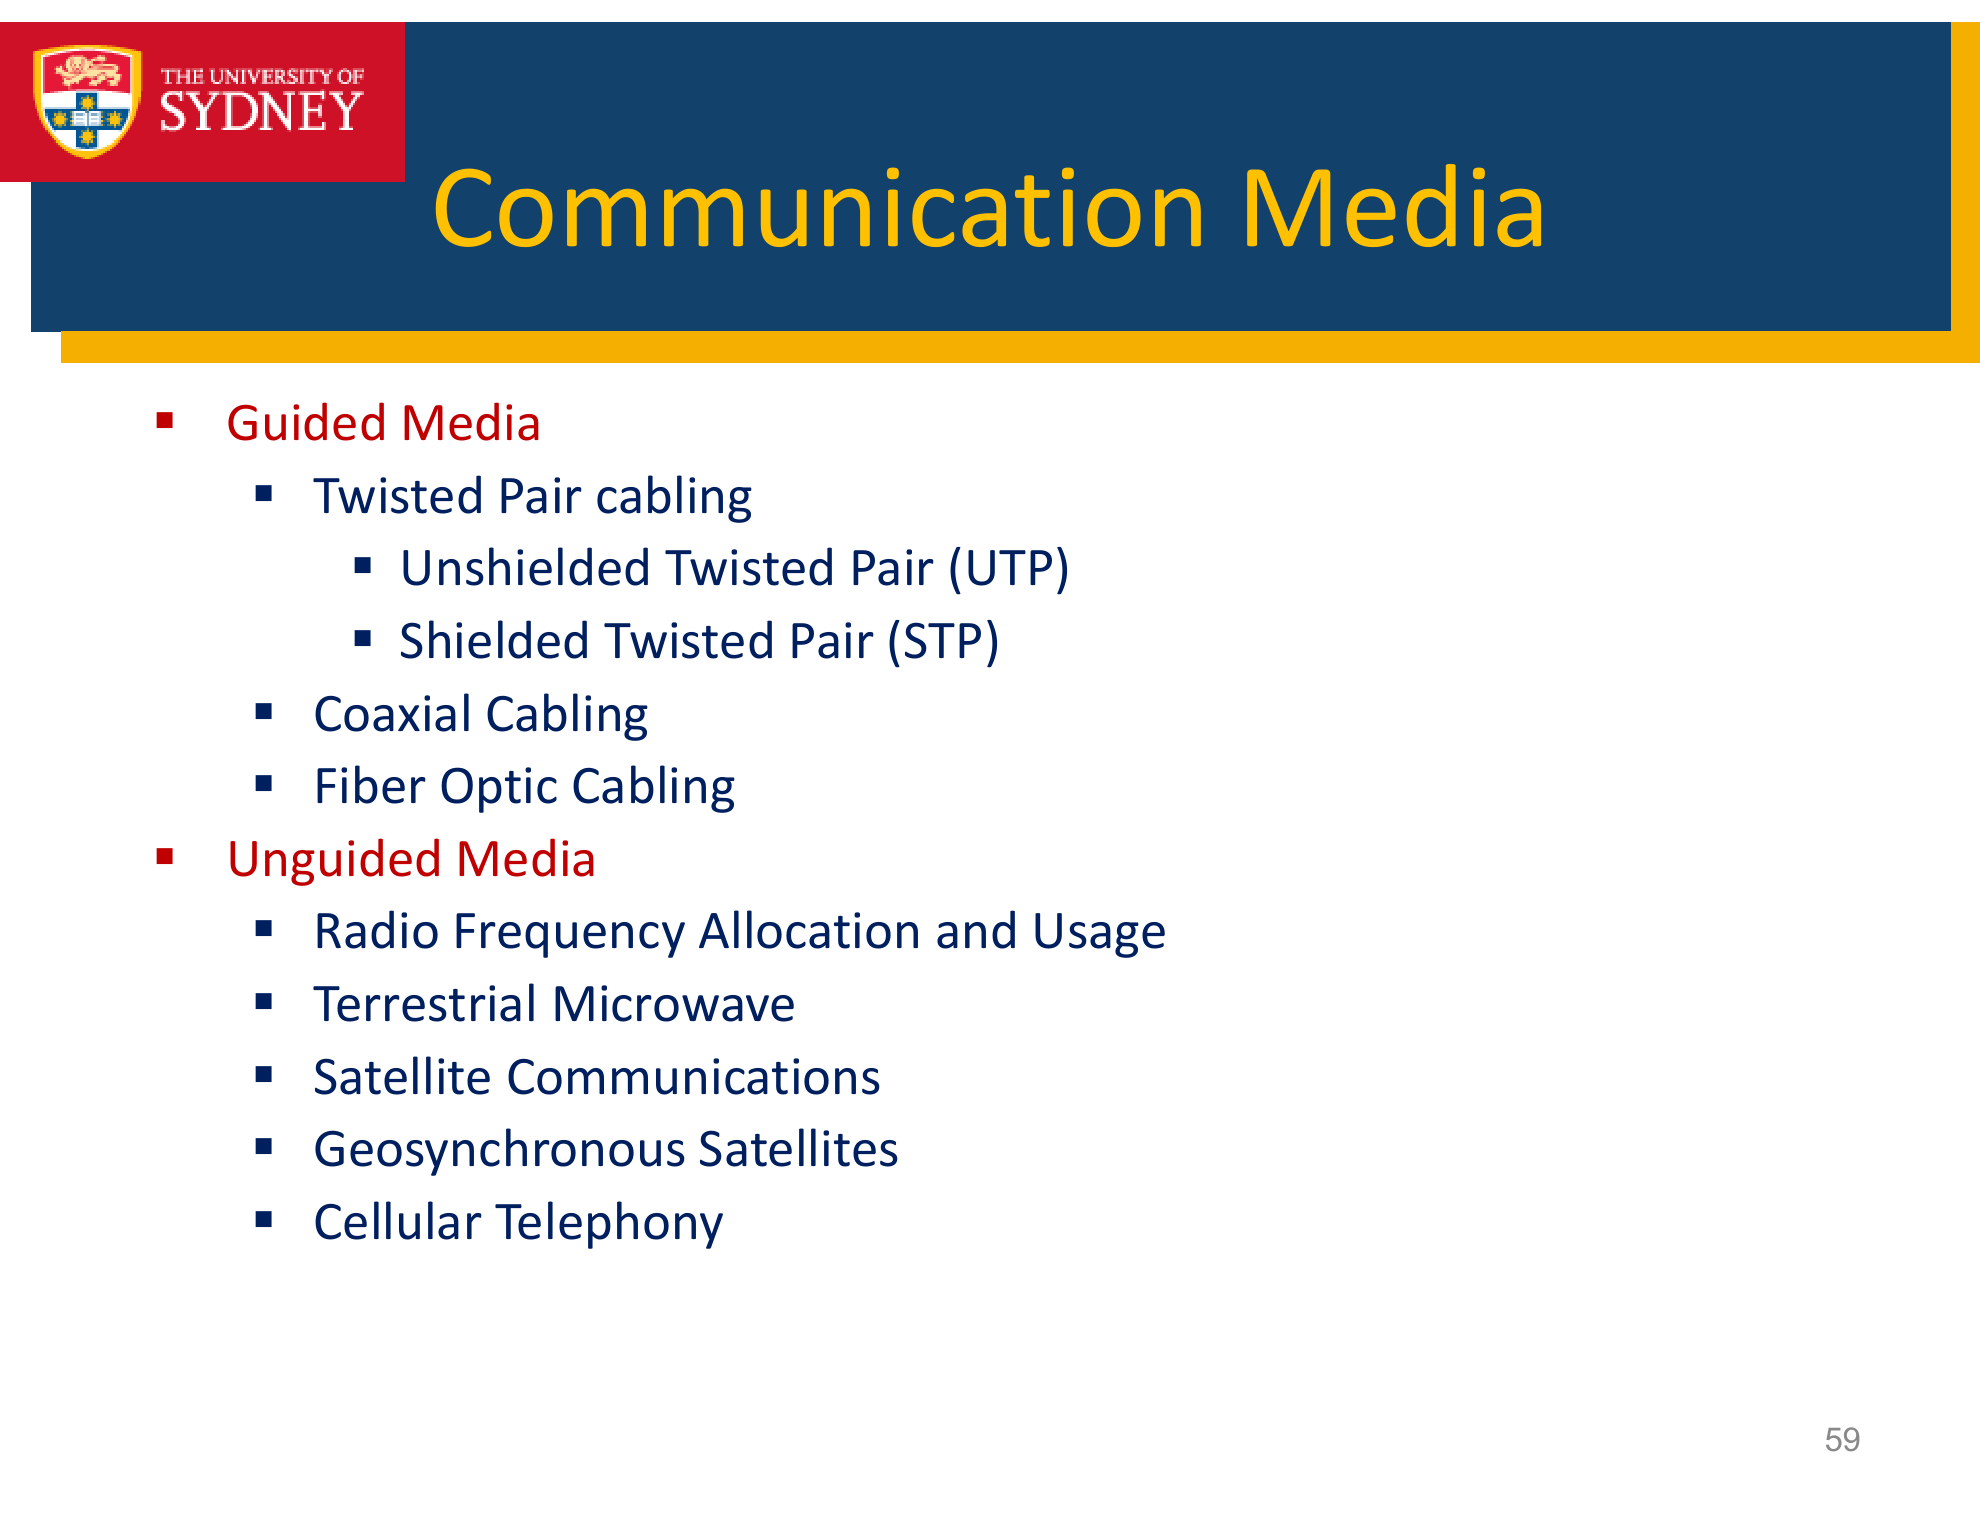 THE UNIVERSITY OF
SYDNEY
Communication Media
▪ Guided Media
▪ Twisted Pair cabling
▪ Unshielded Twisted Pair (UTP)
▪ Shielded Twisted Pair (STP)
▪ Coaxial Cabling
▪ Fiber Optic Cabling
▪ Unguided Media
▪ Radio Frequency Allocation and Usage
▪ Terrestrial Microwave
▪ Satellite Communications
▪ Geosynchronous Satellites
▪ Cellular Telephony
59